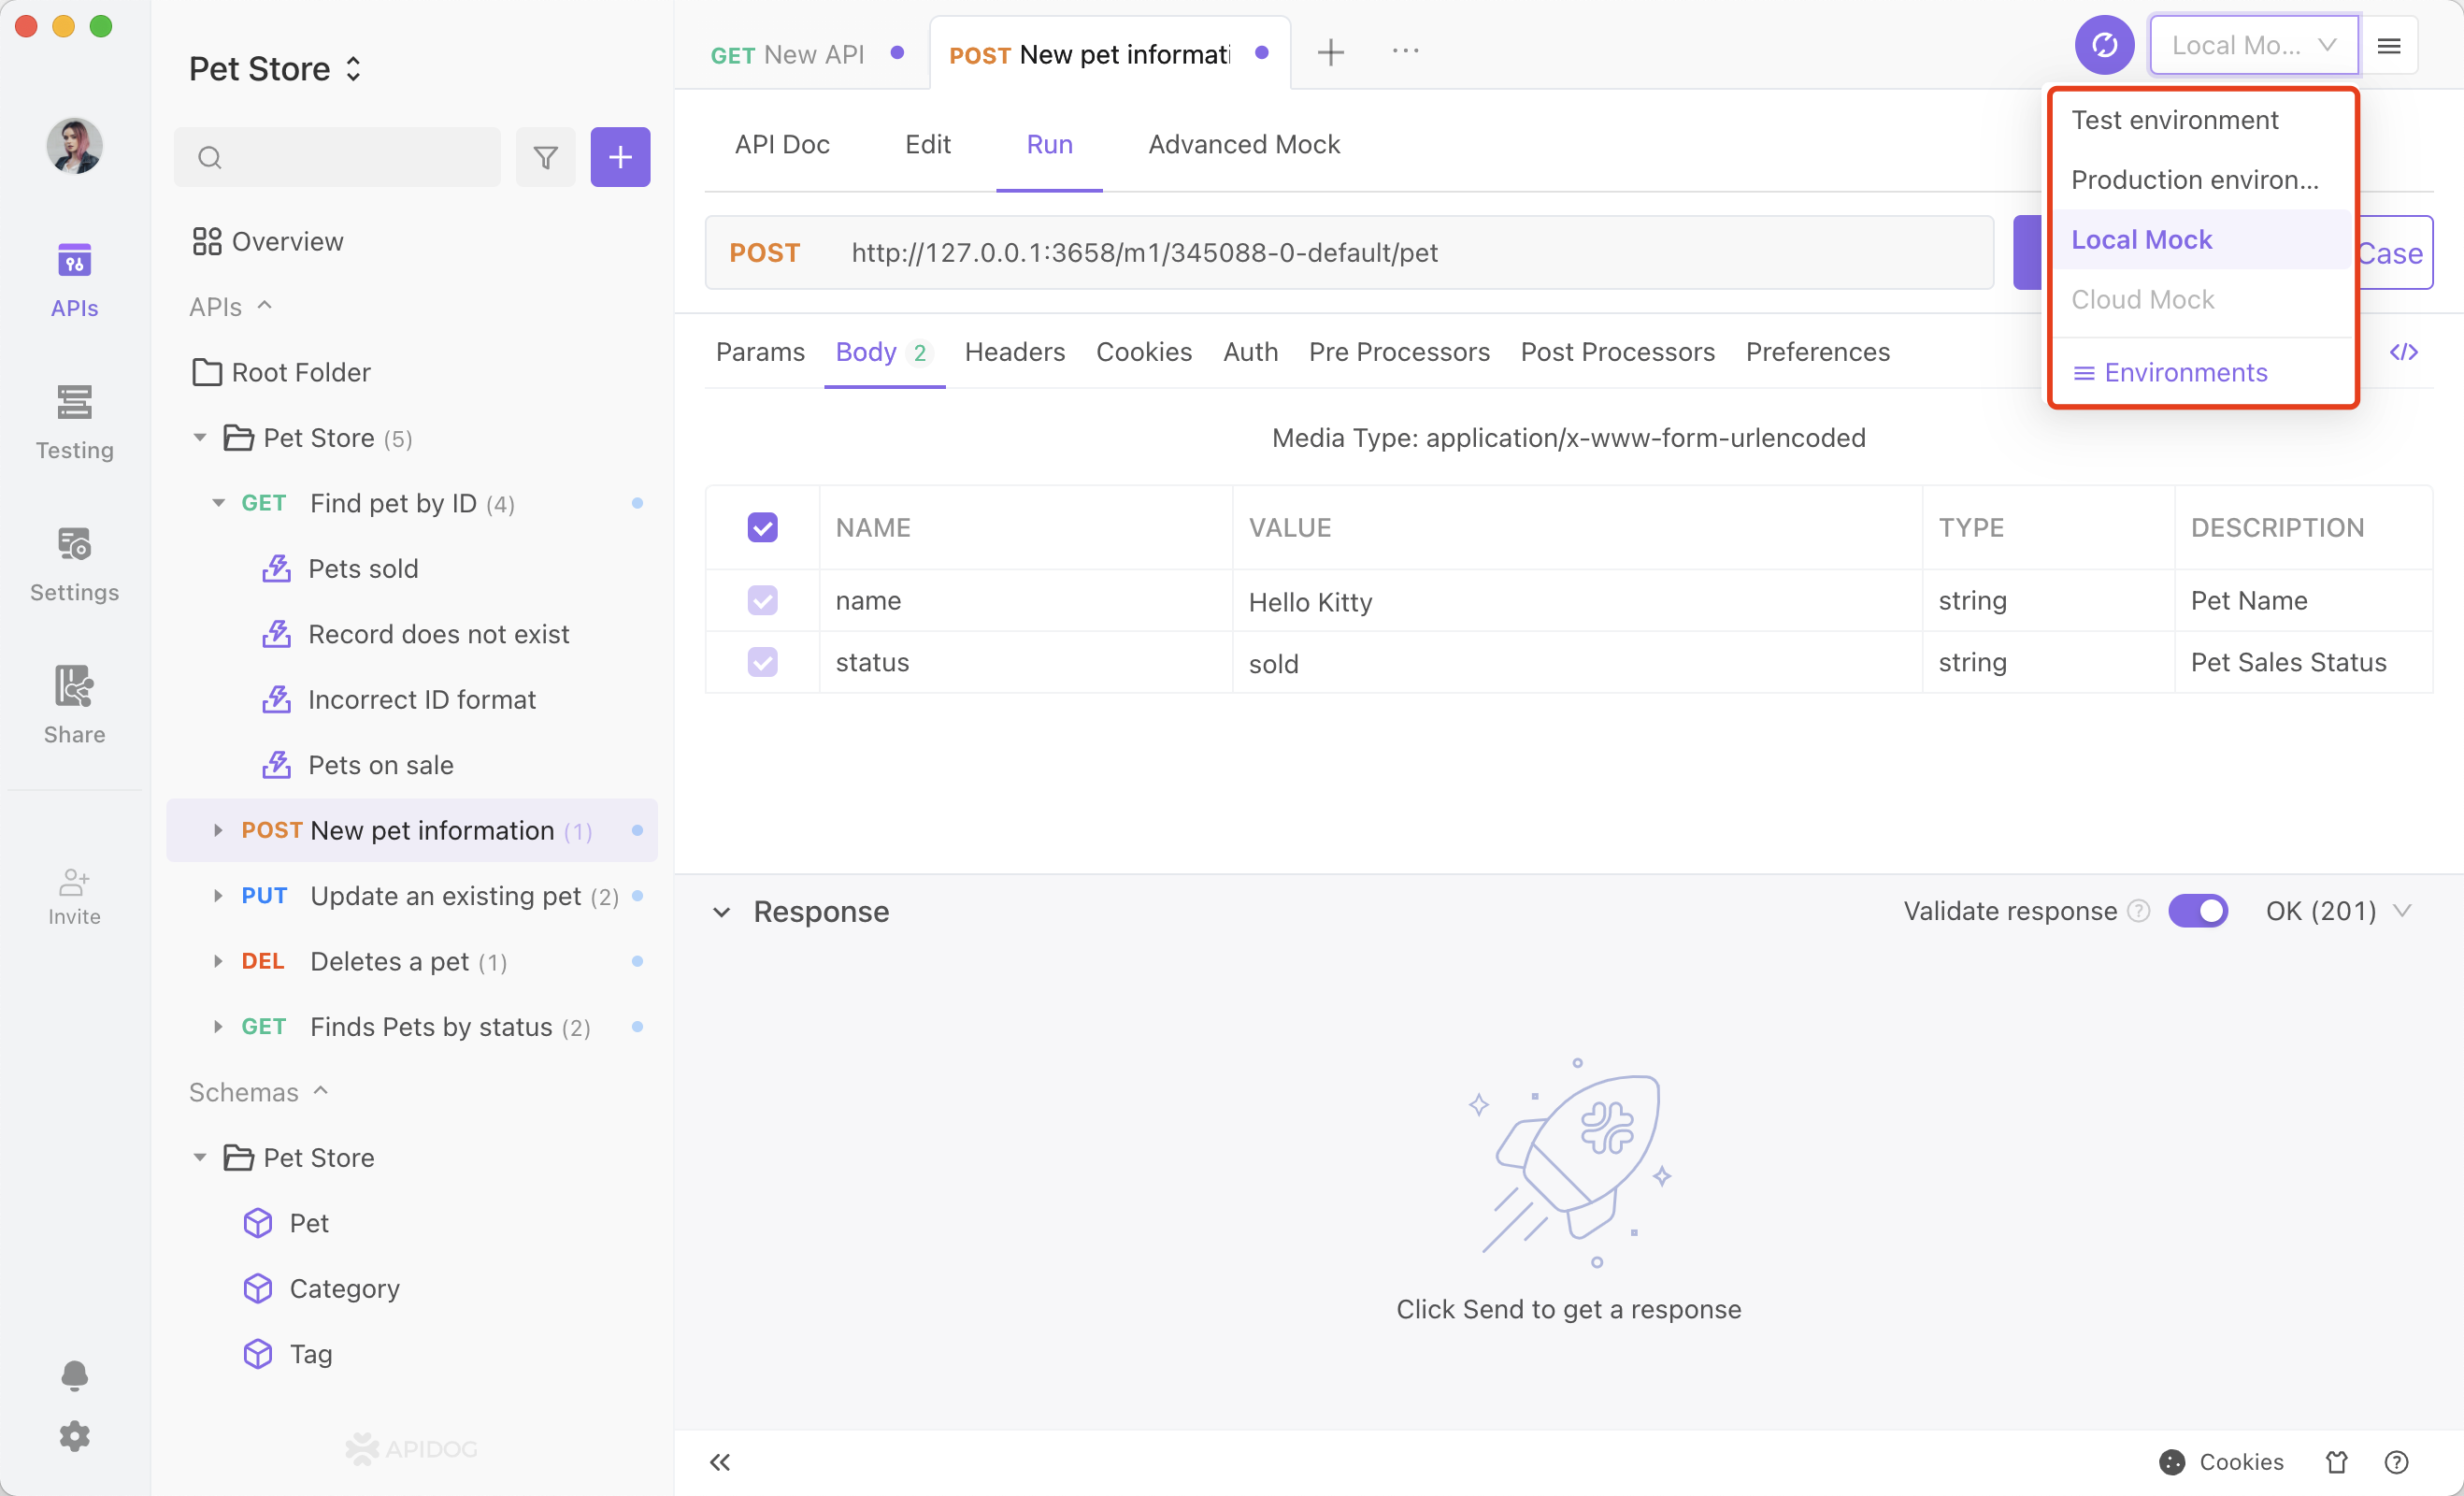 APIs
Testing
Settings
Share
Invite
Pet Store
Overview
APIs
Root Folder
Pet Store (5)
GET Find pet by ID (4)
Pets sold
Record does not exist
Incorrect ID format
Pets on sale
POST New pet information (1)
PUT Update an existing pet (2)
DEL Deletes a pet (1)
GET Finds Pets by status (2)
Schemas
Pet Store
Pet
Category
Tag
APIDOG
GET New API
POST New pet informati
Local Mo...
Test environment
Production environ...
Local Mock
Cloud Mock
Environments
API Doc Edit Run Advanced Mock
POST http://127.0.0.1:3658/m1/345088-0-default/pet
Case
Params Body 2 Headers Cookies Auth Pre Processors Post Processors Preferences
</>
Media Type: application/x-www-form-urlencoded
NAME VALUE TYPE DESCRIPTION
name Hello Kitty string Pet Name
status sold string Pet Sales Status
Response
Validate response ? OK (201)
Click Send to get a response
Cookies ?